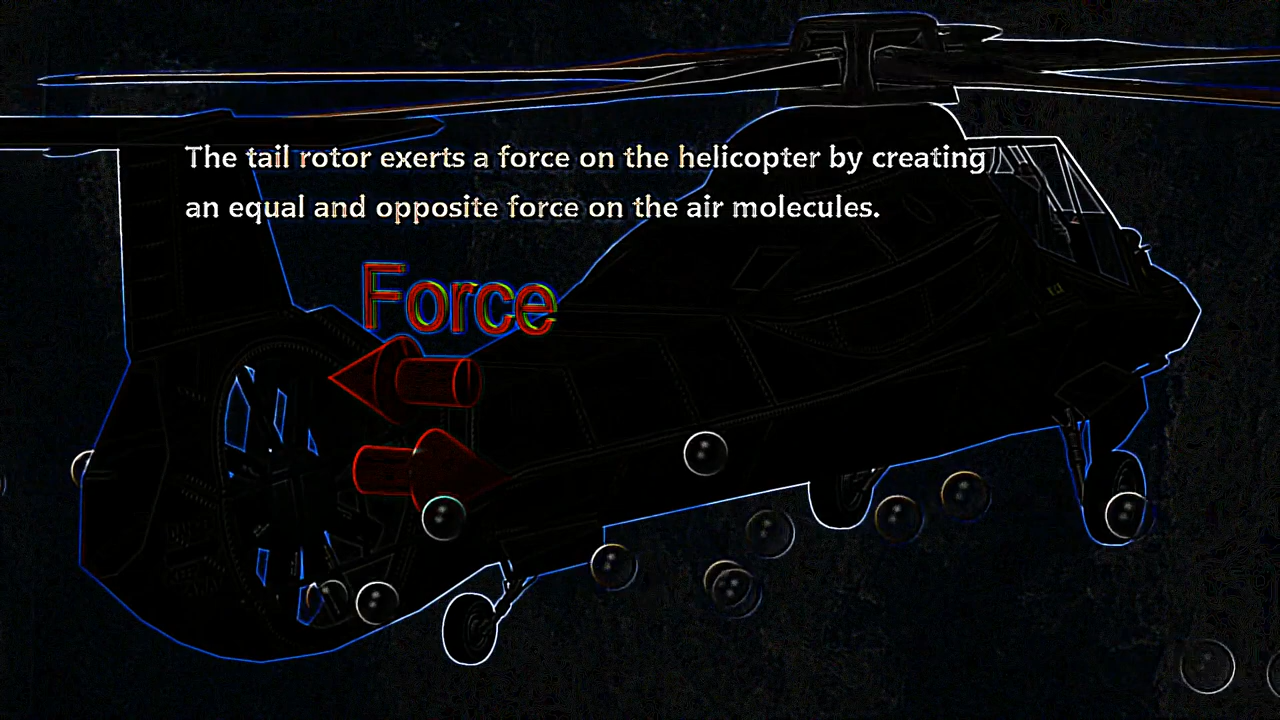 The tail rotor exerts a force on the helicopter by creating
an equal and opposite force on the air molecules.
Force